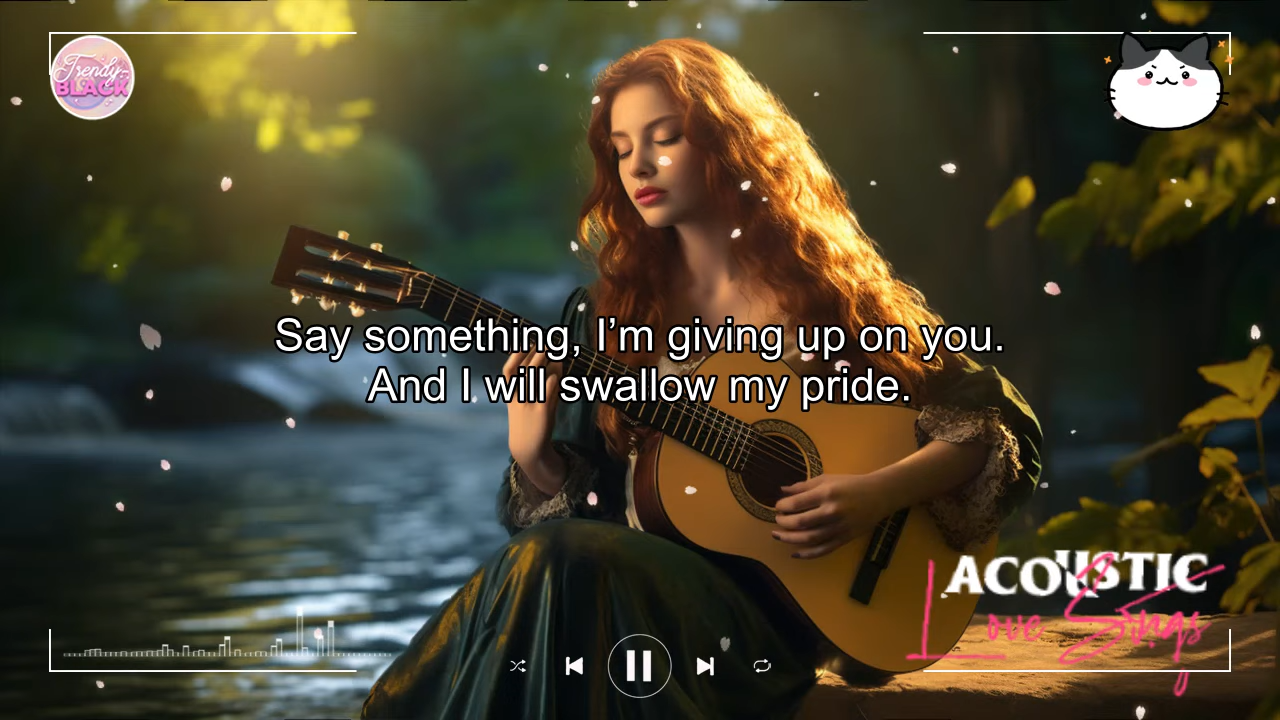 Trendy
BLACK
Say something, I’m giving up on you.
And I will swallow my pride.
ACOUSTIC
Love Songs